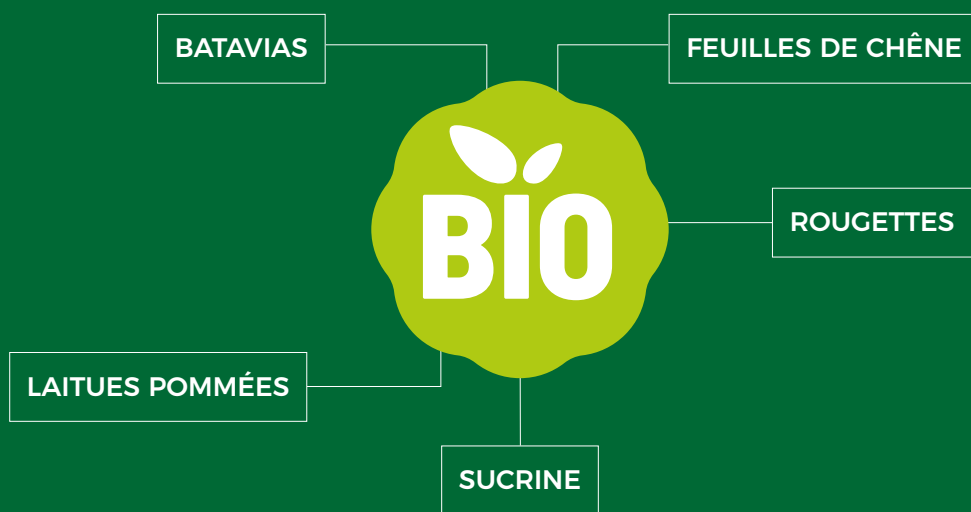 BATAVIAS
FEUILLES DE CHÊNE
BIO
ROUGETTES
LAITUES POMMÉES
SUCRINE